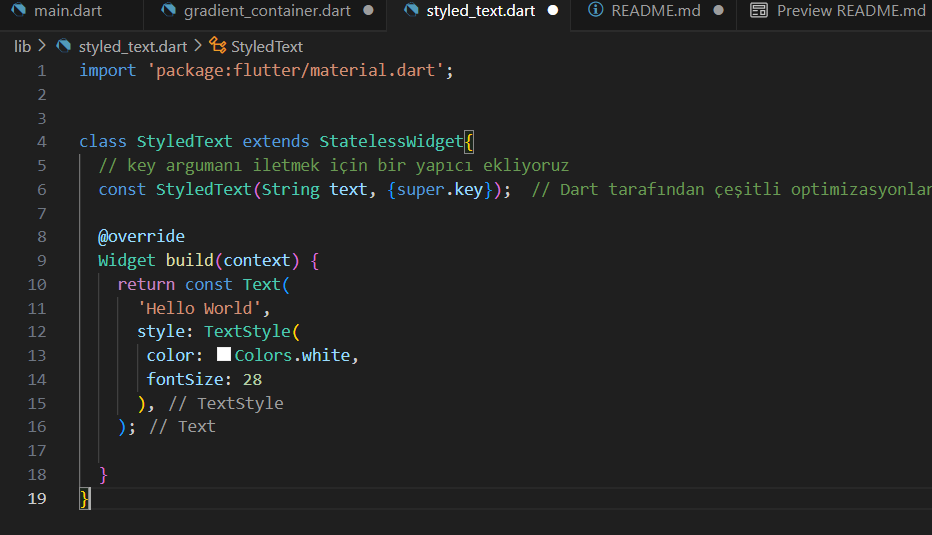 main.dart gradient_container.dart styled_text.dart README.md Preview README.md
lib > styled_text.dart > StyledText
1 import 'package:flutter/material.dart';
2
3
4 class StyledText extends StatelessWidget{
5 // key argumanı iletmek için bir yapıcı ekliyoruz
6 const StyledText(String text, {super.key}); // Dart tarafından çeşitli optimizasyonlar
7
8 @override
9 Widget build(context) {
10 return const Text(
11 'Hello World',
12 style: TextStyle(
13 color: Colors.white,
14 fontSize: 28
15 ), // TextStyle
16 ); // Text
17
18 }
19 }